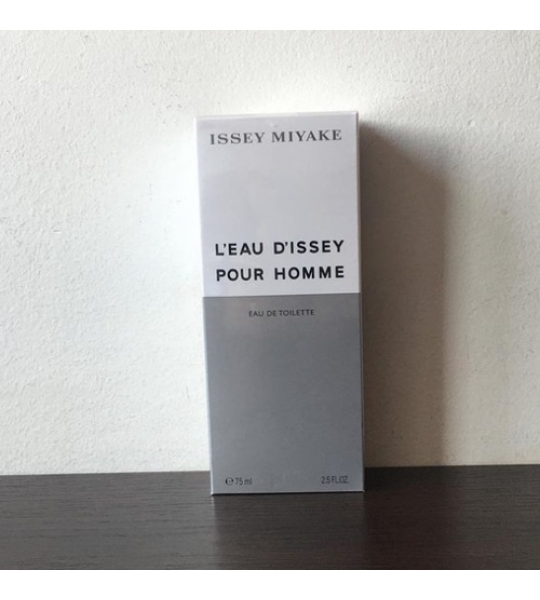 ISSEY MIYAKE
L'EAU D'ISSEY
POUR HOMME
EAU DE TOILETTE
℮ 75 ml 2.5 FL.OZ.